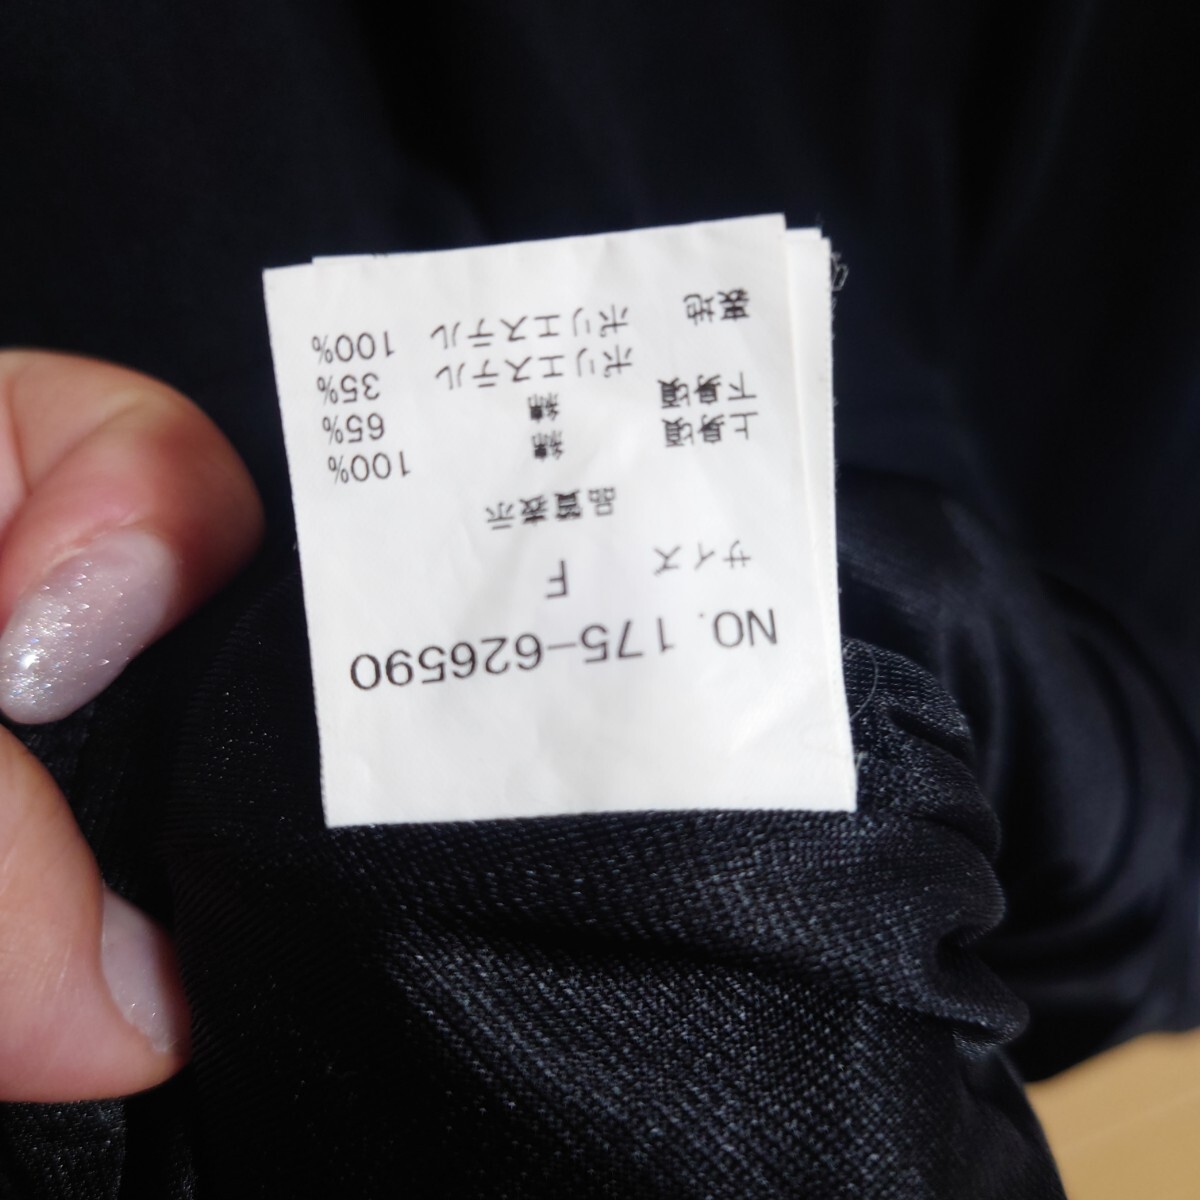 NO. 175-626590
サイズ F
品質表示
上身頃 綿 100%
下身頃 綿 65%
ポリエステル 35%
裏地 ポリエステル 100%